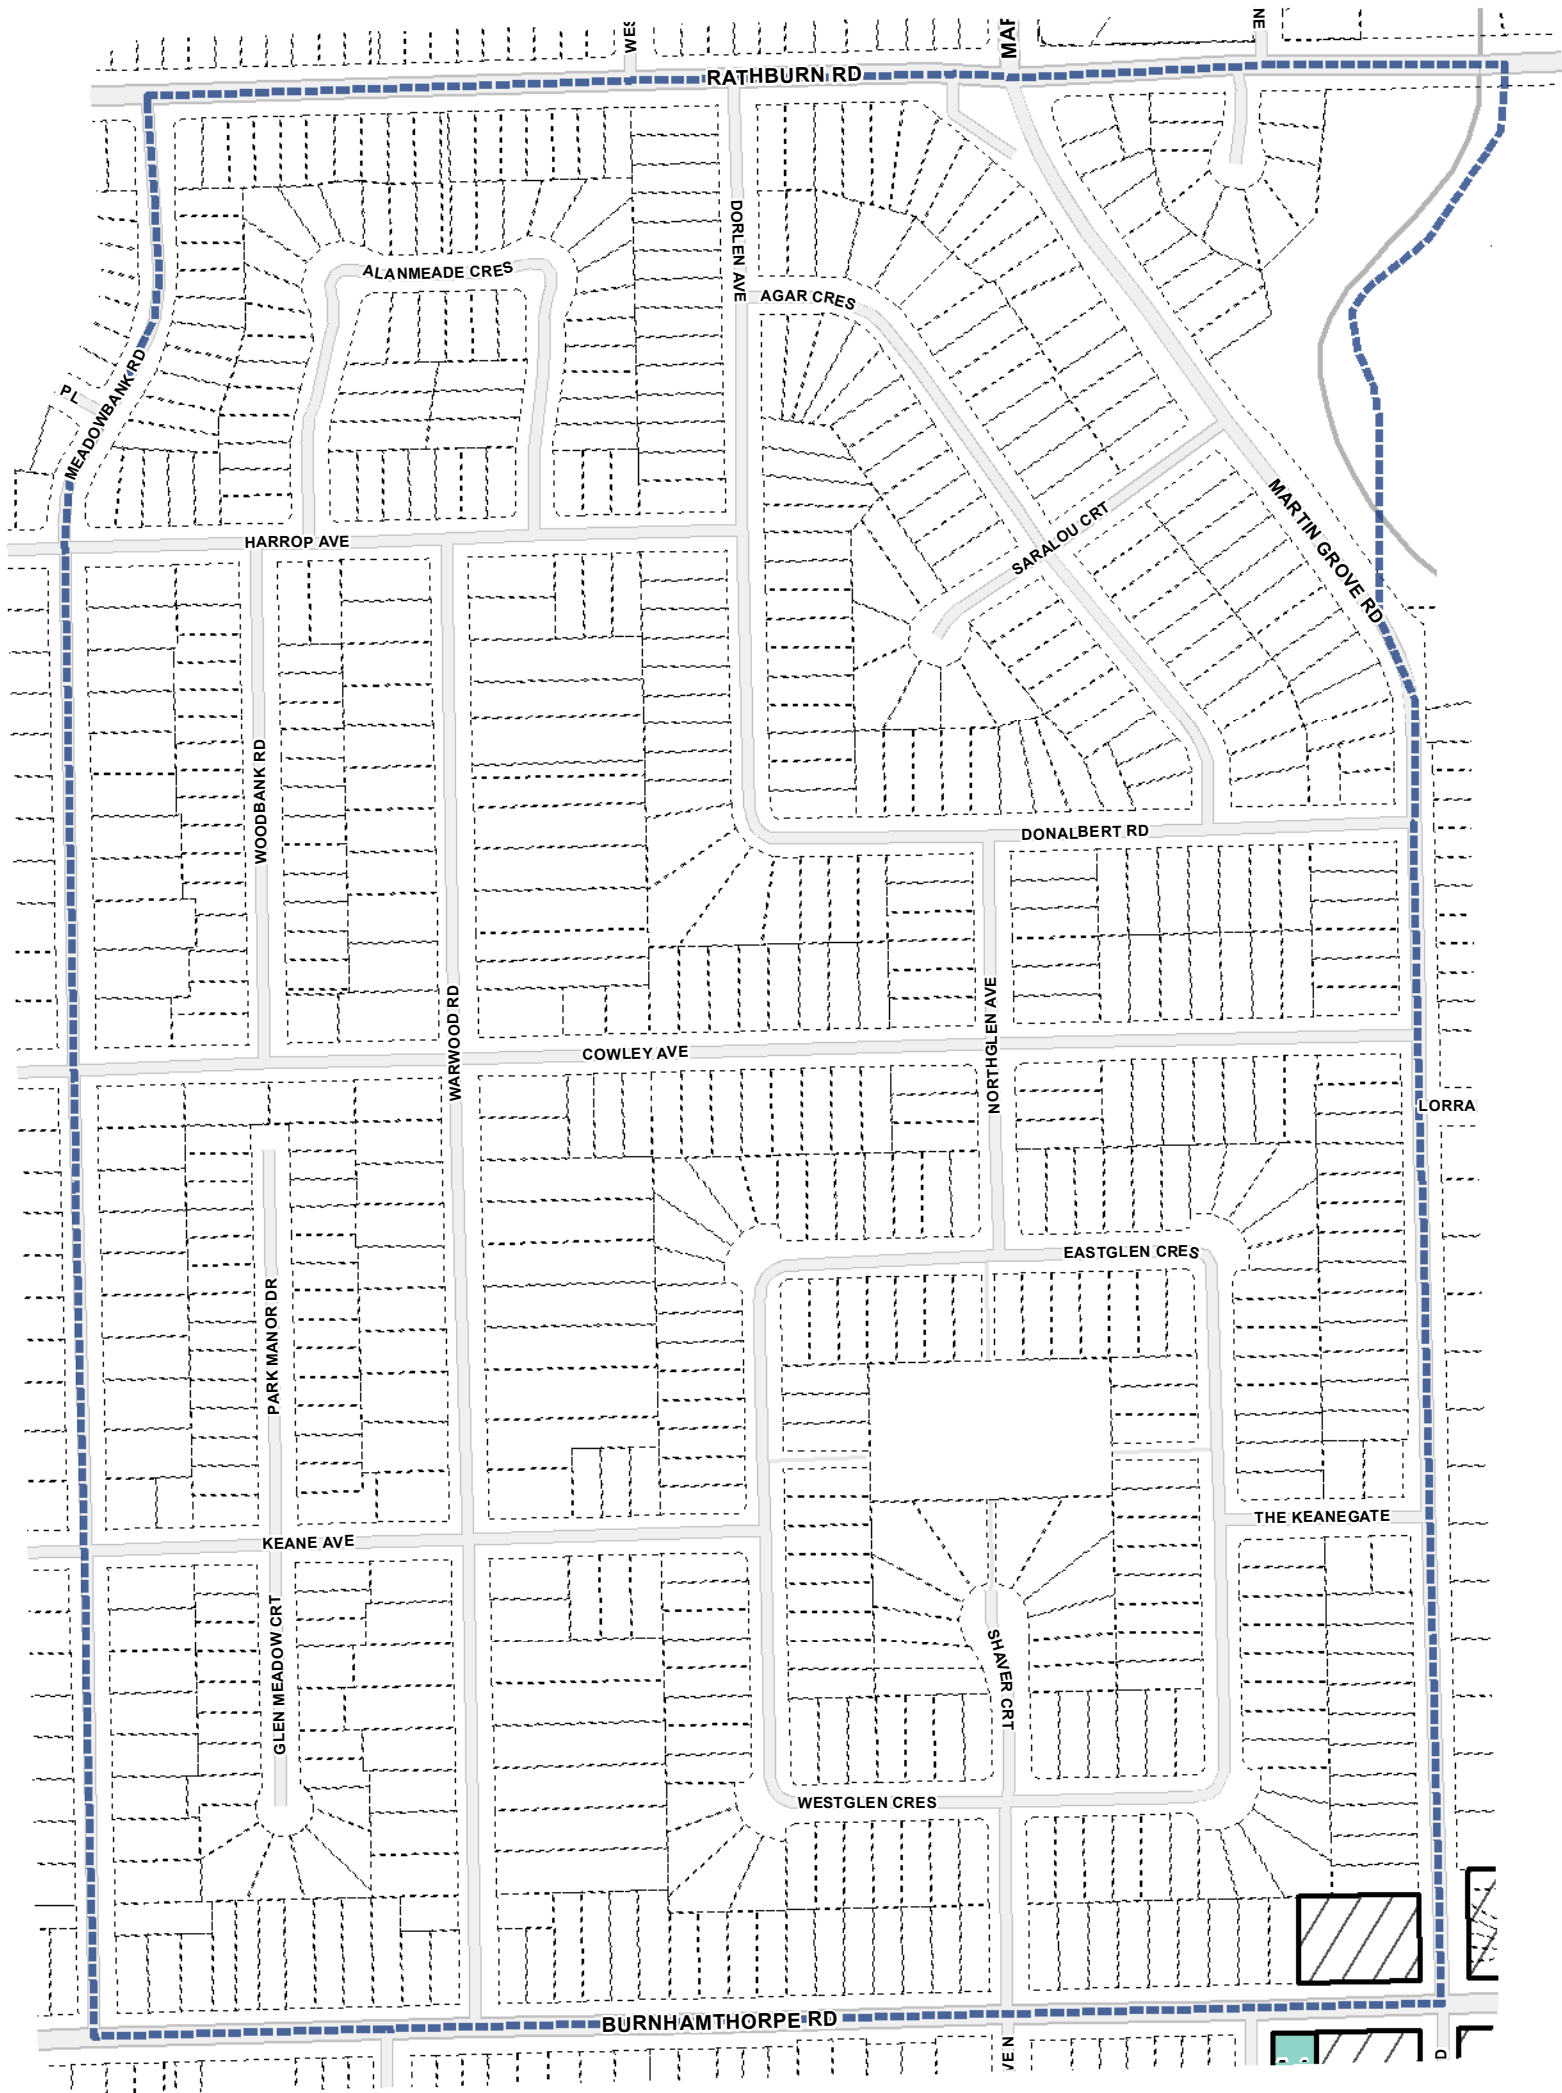 RATHBURN RD
DORLEN AVE
ALANMEADE CRES
AGAR CRES
MEADOWBANK RD
PL
SARALOU CRT
MARTIN GROVE RD
HARROP AVE
WOODBANK RD
DONALBERT RD
WARWOOD RD
NORTHGLEN AVE
COWLEY AVE
LORRA
EASTGLEN CRES
PARK MANOR DR
THE KEANEGATE
KEANE AVE
GLEN MEADOW CRT
SHAVER CRT
WESTGLEN CRES
BURNHAMTHORPE RD